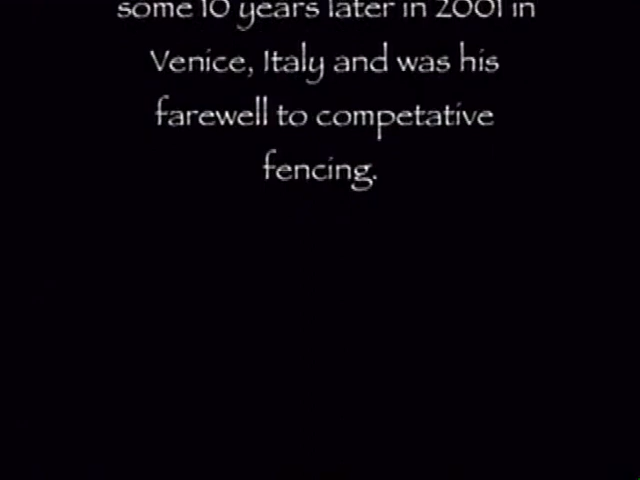 some 10 years later in 2001 in
Venice, Italy and was his
farewell to competative
fencing.